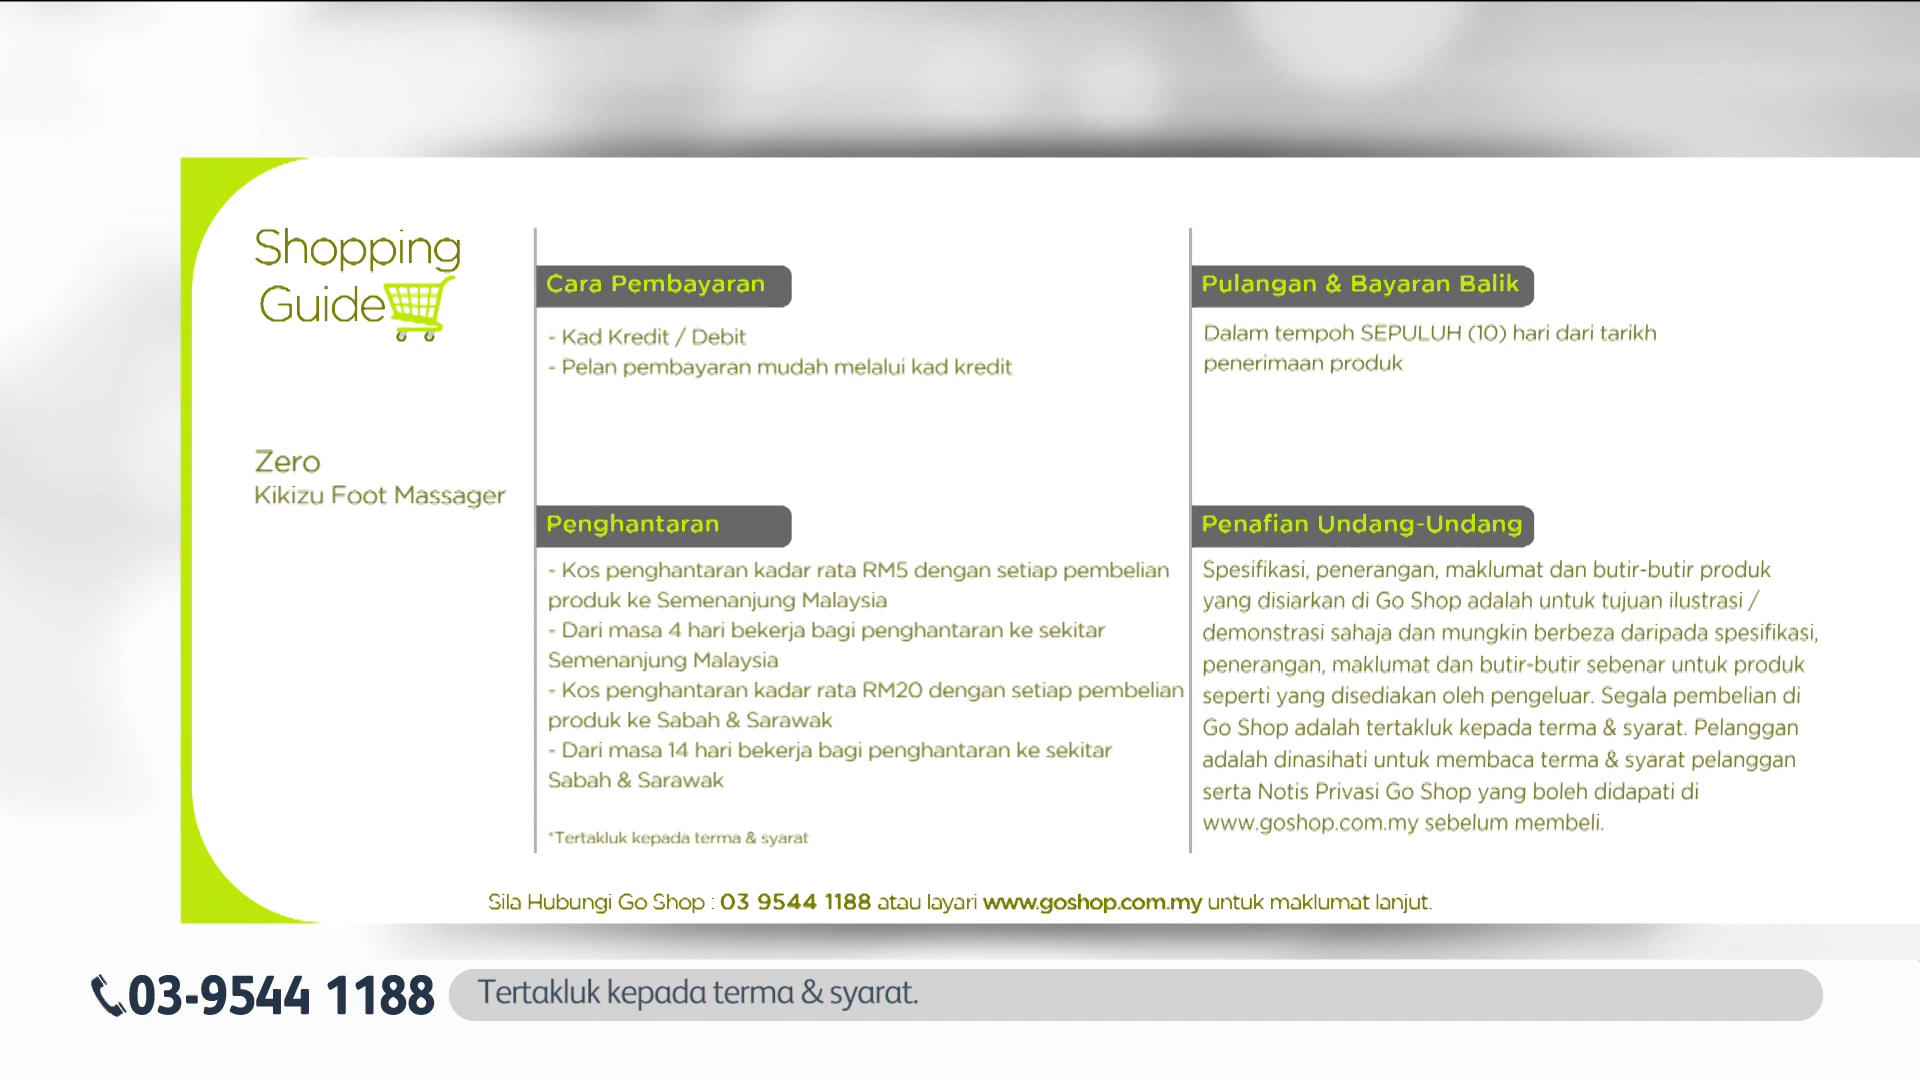 Shopping
Guide
Zero
Kikizu Foot Massager
Cara Pembayaran
- Kad Kredit / Debit
- Pelan pembayaran mudah melalui kad kredit
Penghantaran
- Kos penghantaran kadar rata RM5 dengan setiap pembelian
produk ke Semenanjung Malaysia
- Dari masa 4 hari bekerja bagi penghantaran ke sekitar
Semenanjung Malaysia
- Kos penghantaran kadar rata RM20 dengan setiap pembelian
produk ke Sabah & Sarawak
- Dari masa 14 hari bekerja bagi penghantaran ke sekitar
Sabah & Sarawak
*Tertakluk kepada terma & syarat
Pulangan & Bayaran Balik
Dalam tempoh SEPULUH (10) hari dari tarikh
penerimaan produk
Penafian Undang-Undang
Spesifikasi, penerangan, maklumat dan butir-butir produk
yang disiarkan di Go Shop adalah untuk tujuan ilustrasi /
demonstrasi sahaja dan mungkin berbeza daripada spesifikasi,
penerangan, maklumat dan butir-butir sebenar untuk produk
seperti yang disediakan oleh pengeluar. Segala pembelian di
Go Shop adalah tertakluk kepada terma & syarat. Pelanggan
adalah dinasihati untuk membaca terma & syarat pelanggan
serta Notis Privasi Go Shop yang boleh didapati di
www.goshop.com.my sebelum membeli.
Sila Hubungi Go Shop : 03 9544 1188 atau layari www.goshop.com.my untuk maklumat lanjut.
03-9544 1188
Tertakluk kepada terma & syarat.